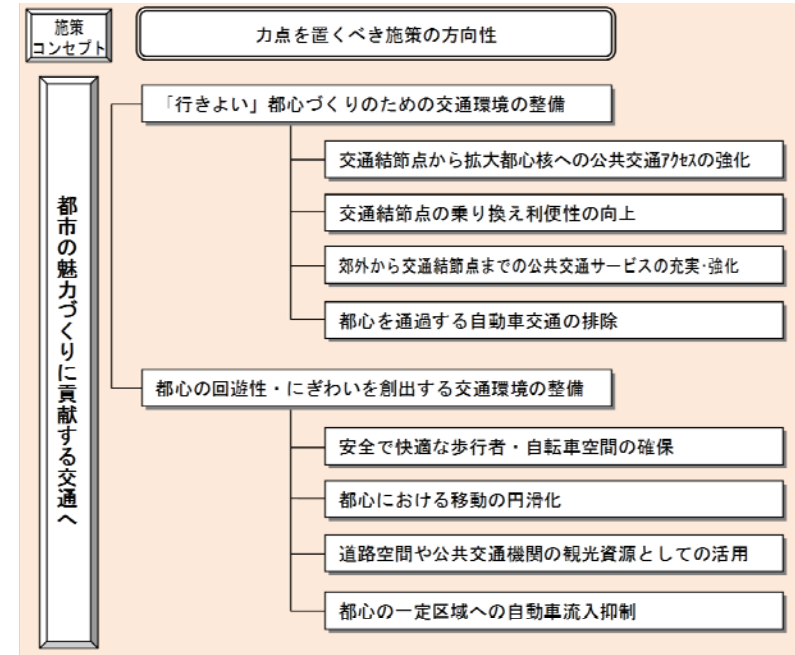 施策
コンセプト
力点を置くべき施策の方向性
都市の魅力づくりに貢献する交通へ
「行きよい」都心づくりのための交通環境の整備
交通結節点から拡大都心核への公共交通ｱｸｾｽの強化
交通結節点の乗り換え利便性の向上
郊外から交通結節点までの公共交通サービスの充実･強化
都心を通過する自動車交通の排除
都心の回遊性・にぎわいを創出する交通環境の整備
安全で快適な歩行者・自転車空間の確保
都心における移動の円滑化
道路空間や公共交通機関の観光資源としての活用
都心の一定区域への自動車流入抑制